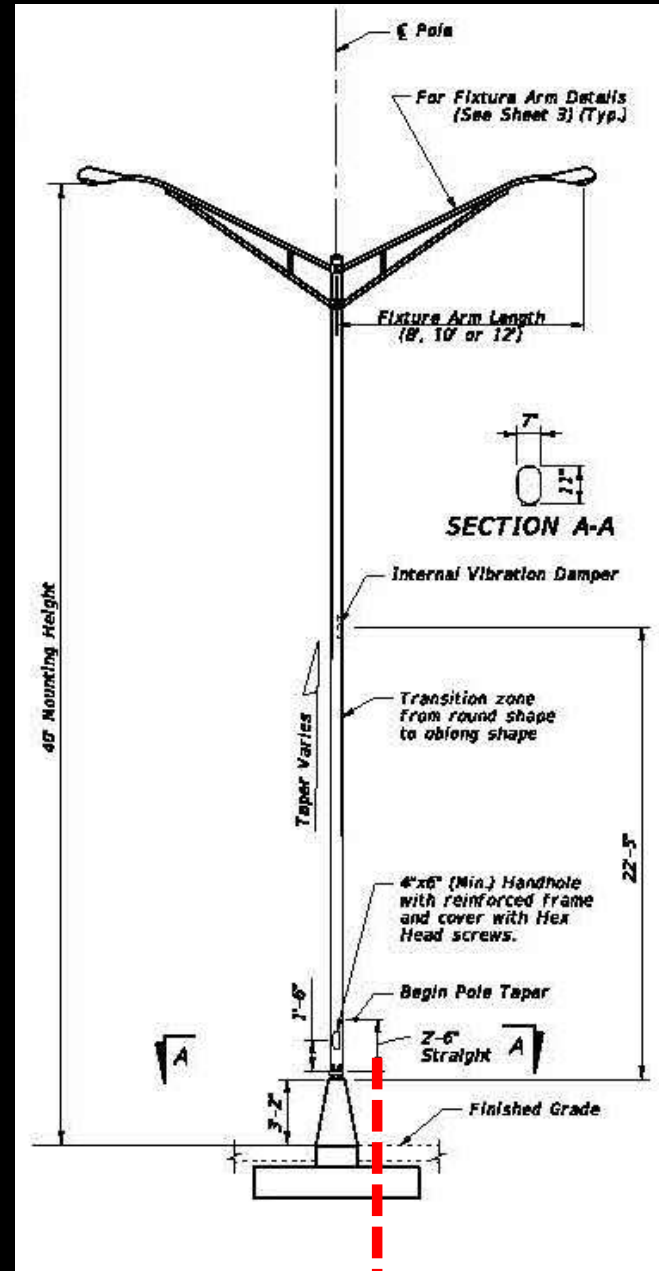 ℄ Pole
For Fixture Arm Details
(See Sheet 3) (Typ.)
Fixture Arm Length
(8', 10' or 12')
7"
11"
SECTION A-A
Internal Vibration Damper
40' Mounting Height
Transition zone
from round shape
to oblong shape
Taper Varies
22'-5"
4"x6" (Min.) Handhole
with reinforced frame
and cover with Hex
Head screws.
1'-6"
Begin Pole Taper
A
2'-6"
Straight
A
3'-2"
Finished Grade